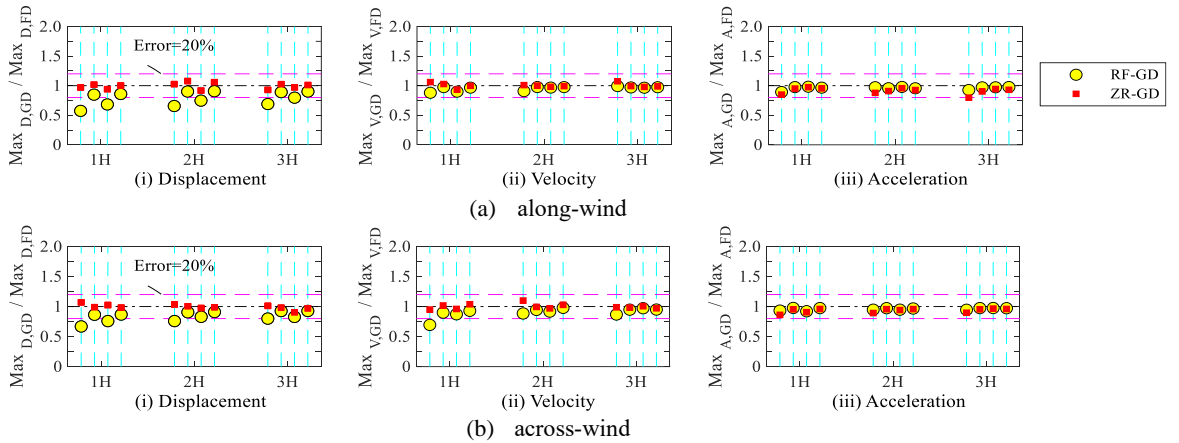 Max D,GD / Max D,FD
2.0
1.5
1
0.5
0
Error=20%
1H
2H
3H
(i) Displacement
Max V,GD / Max V,FD
2.0
1.5
1
0.5
0
1H
2H
3H
(ii) Velocity
Max A,GD / Max A,FD
2.0
1.5
1
0.5
0
1H
2H
3H
(iii) Acceleration
RF-GD
ZR-GD
(a) along-wind
Max D,GD / Max D,FD
2.0
1.5
1
0.5
0
Error=20%
1H
2H
3H
(i) Displacement
Max V,GD / Max V,FD
2.0
1.5
1
0.5
0
1H
2H
3H
(ii) Velocity
Max A,GD / Max A,FD
2.0
1.5
1
0.5
0
1H
2H
3H
(iii) Acceleration
(b) across-wind